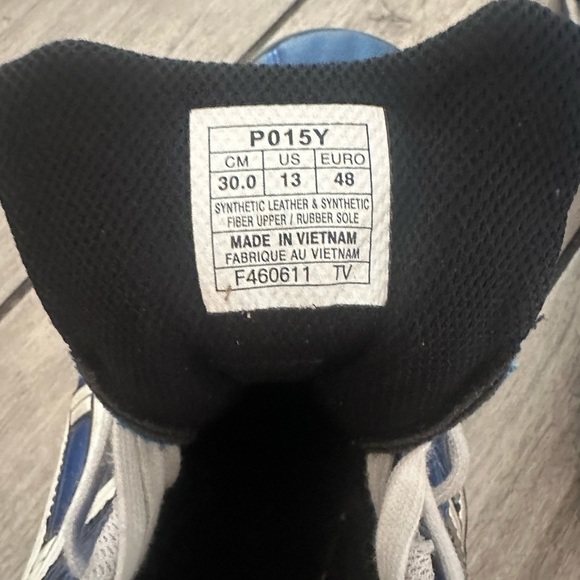 P015Y
CM US EURO
30.0 13 48
SYNTHETIC LEATHER & SYNTHETIC
FIBER UPPER / RUBBER SOLE
MADE IN VIETNAM
FABRIQUE AU VIETNAM
F460611 TV